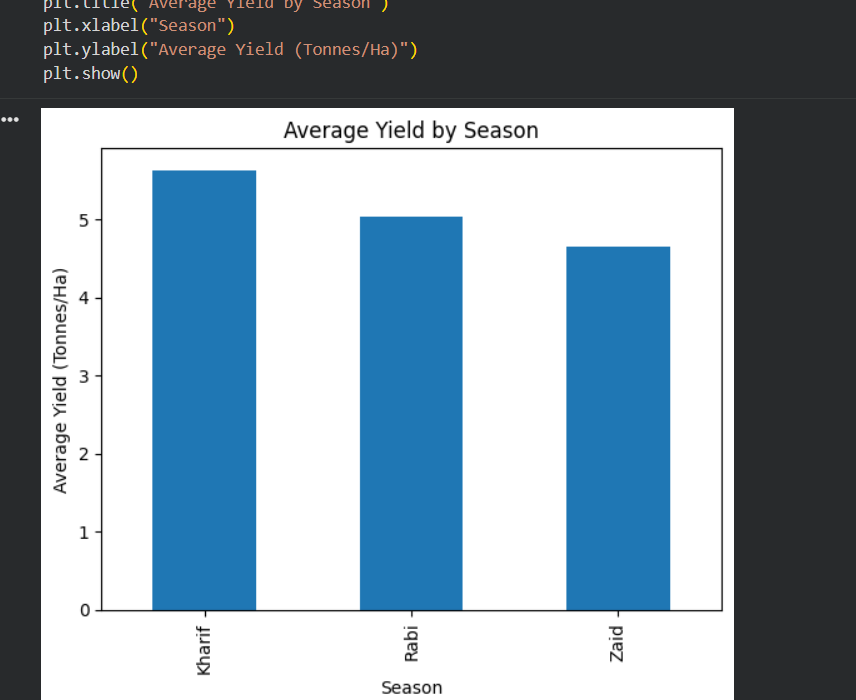 plt.title("Average Yield by Season")
plt.xlabel("Season")
plt.ylabel("Average Yield (Tonnes/Ha)")
plt.show()
Average Yield by Season
Average Yield (Tonnes/Ha)
5
4
3
2
1
0
Kharif
Rabi
Zaid
Season